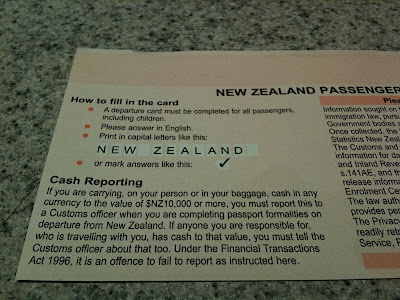 NEW ZEALAND PASSENGER
How to fill in the card
• A departure card must be completed for all passengers,
including children.
• Please answer in English.
• Print in capital letters like this:
NEW ZEALAND
• or mark answers like this: ✓
Cash Reporting
If you are carrying, on your person or in your baggage, cash in any
currency to the value of $NZ10,000 or more, you must report this to
a Customs officer when you are completing passport formalities on
departure from New Zealand. If anyone you are responsible for,
who is travelling with you, has cash to that value, you must tell the
Customs officer about that too. Under the Financial Transactions
Act 1996, it is an offence to fail to report as instructed here.
Information sought on
immigration law, purs
Government bodies a
Once collected, the
Statistics New Zea
The Customs and
information for da
and Inland Reve
s.141AE, and th
release informa
Enrolment Ce
The law auth
provides pe
The Privac
readily retr
Service, P